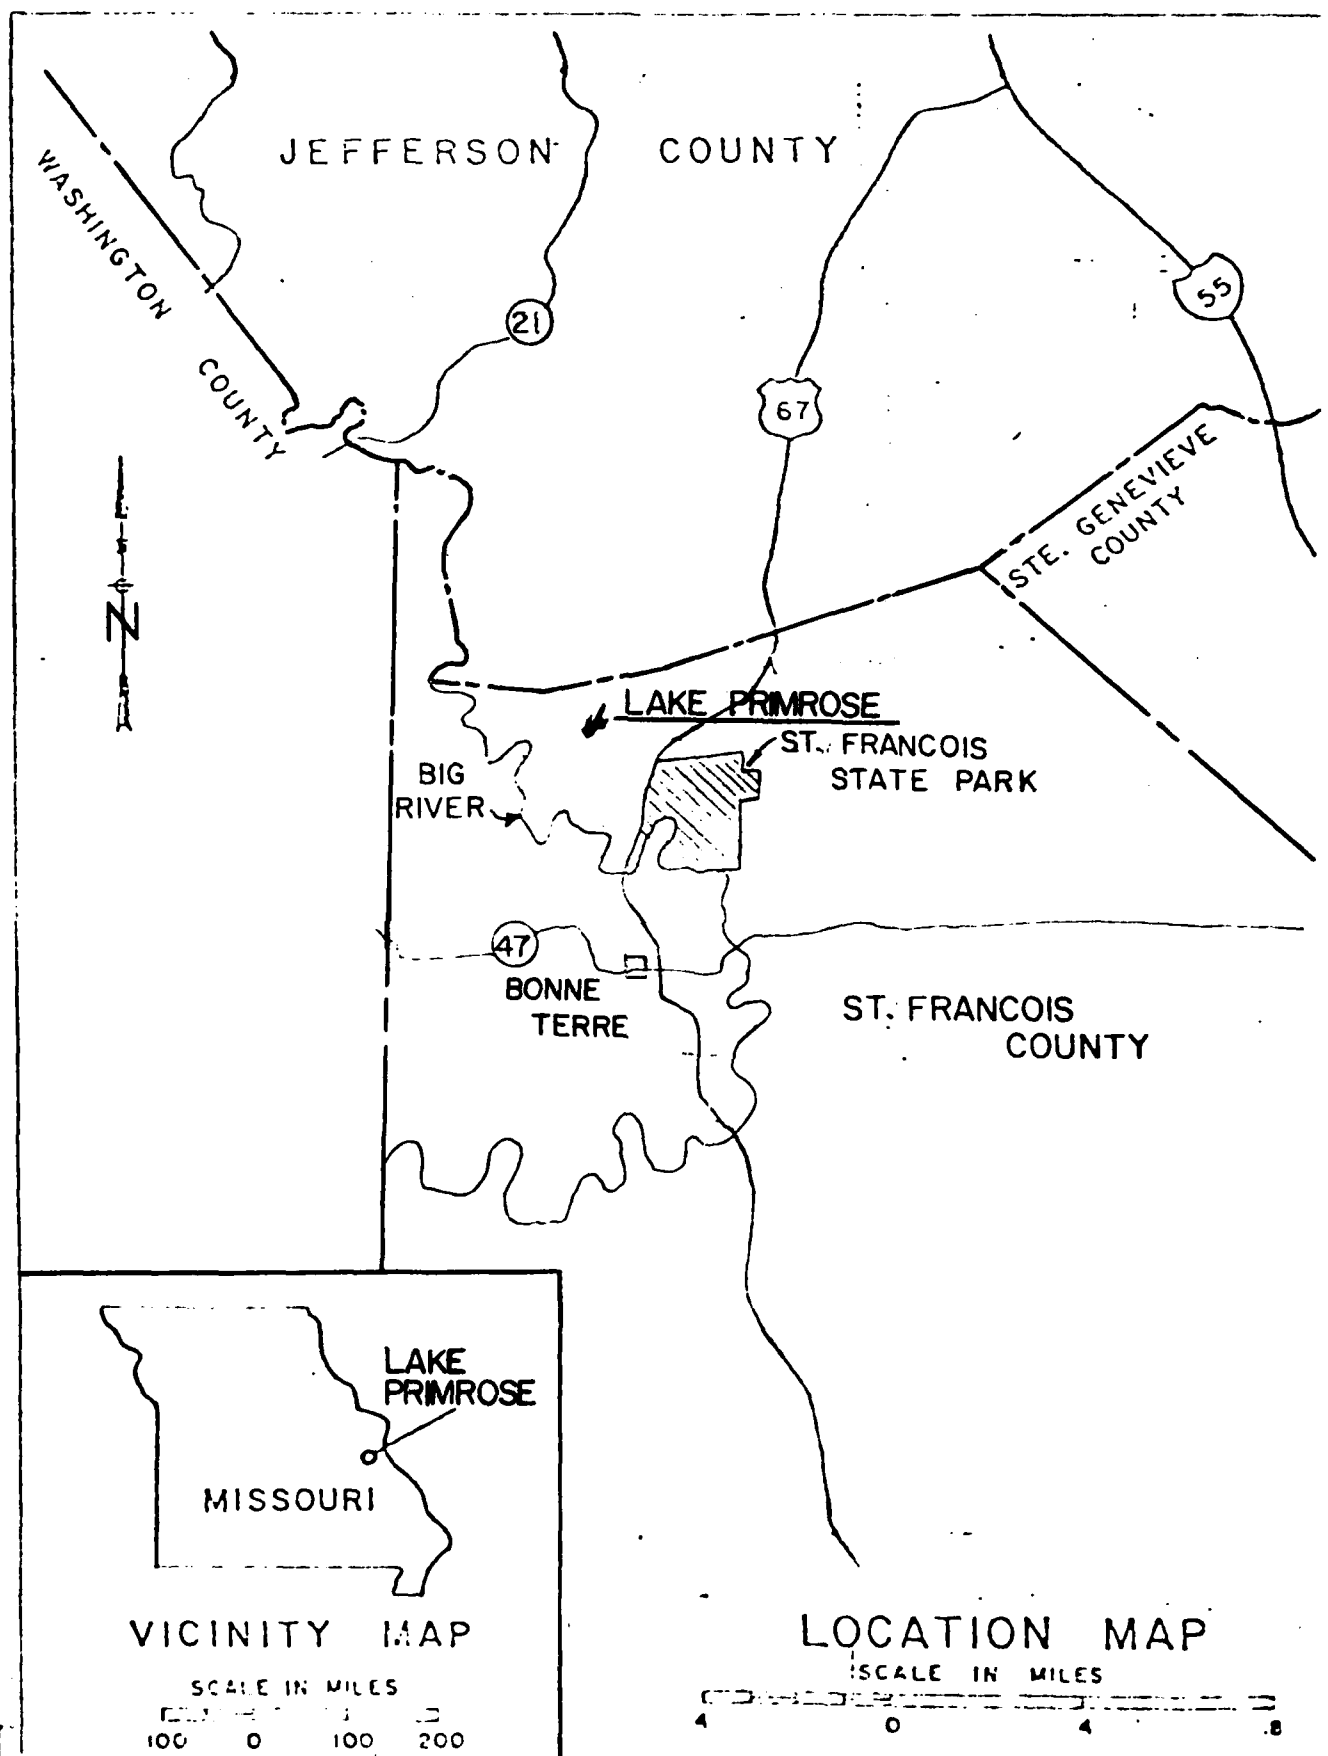 JEFFERSON COUNTY
WASHINGTON
COUNTY
21
55
67
STE. GENEVIEVE
COUNTY
N
LAKE PRIMROSE
ST. FRANCOIS
STATE PARK
BIG
RIVER
47
BONNE
TERRE
ST. FRANCOIS
COUNTY
LAKE
PRIMROSE
MISSOURI
VICINITY MAP
SCALE IN MILES
100 0 100 200
LOCATION MAP
SCALE IN MILES
4 0 4 8